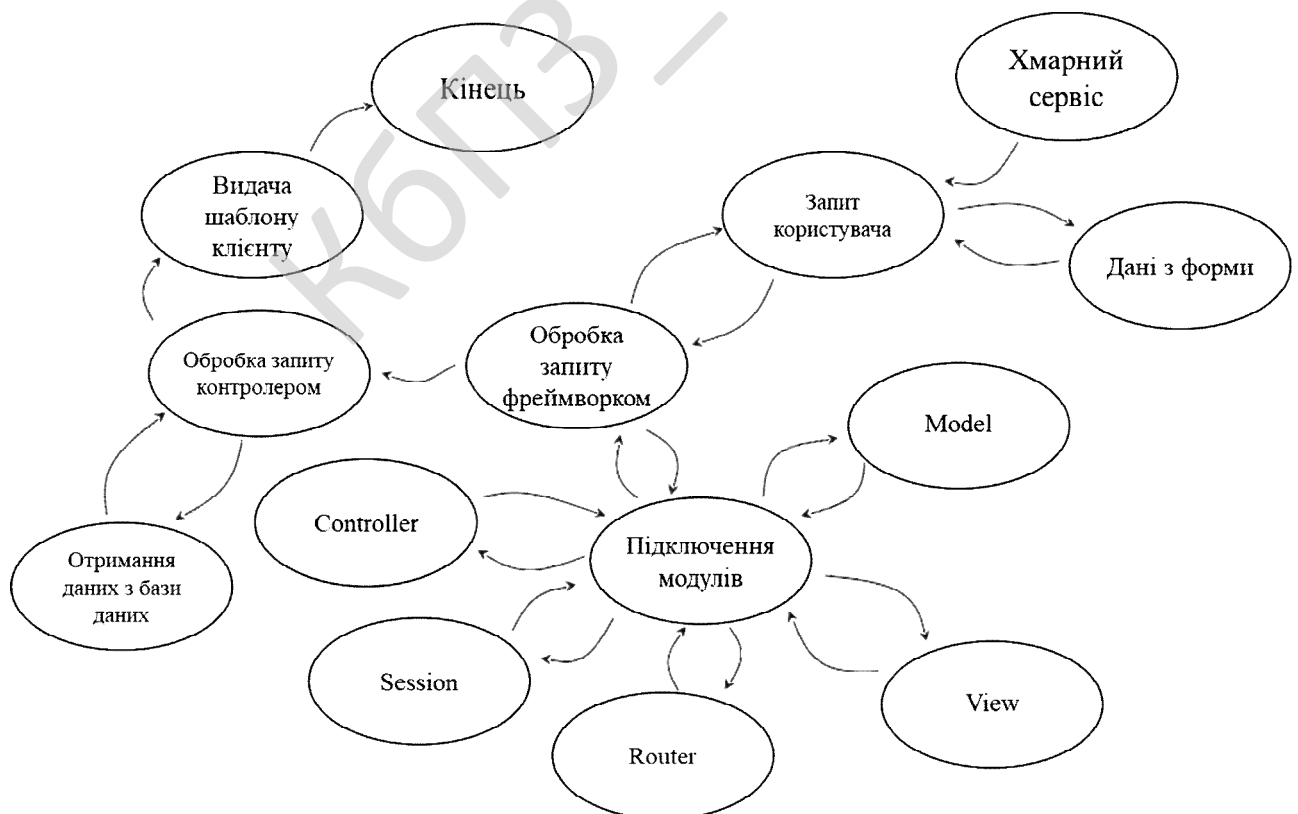 Кінець
Хмарний
сервіс
Видача
шаблону
клієнту
Запит
користувача
Дані з форми
Обробка
запиту
фреймворком
Обробка запиту
контролером
Model
Controller
Підключення
модулів
Отримання
даних з бази
даних
Session
View
Router
КбПЗ_